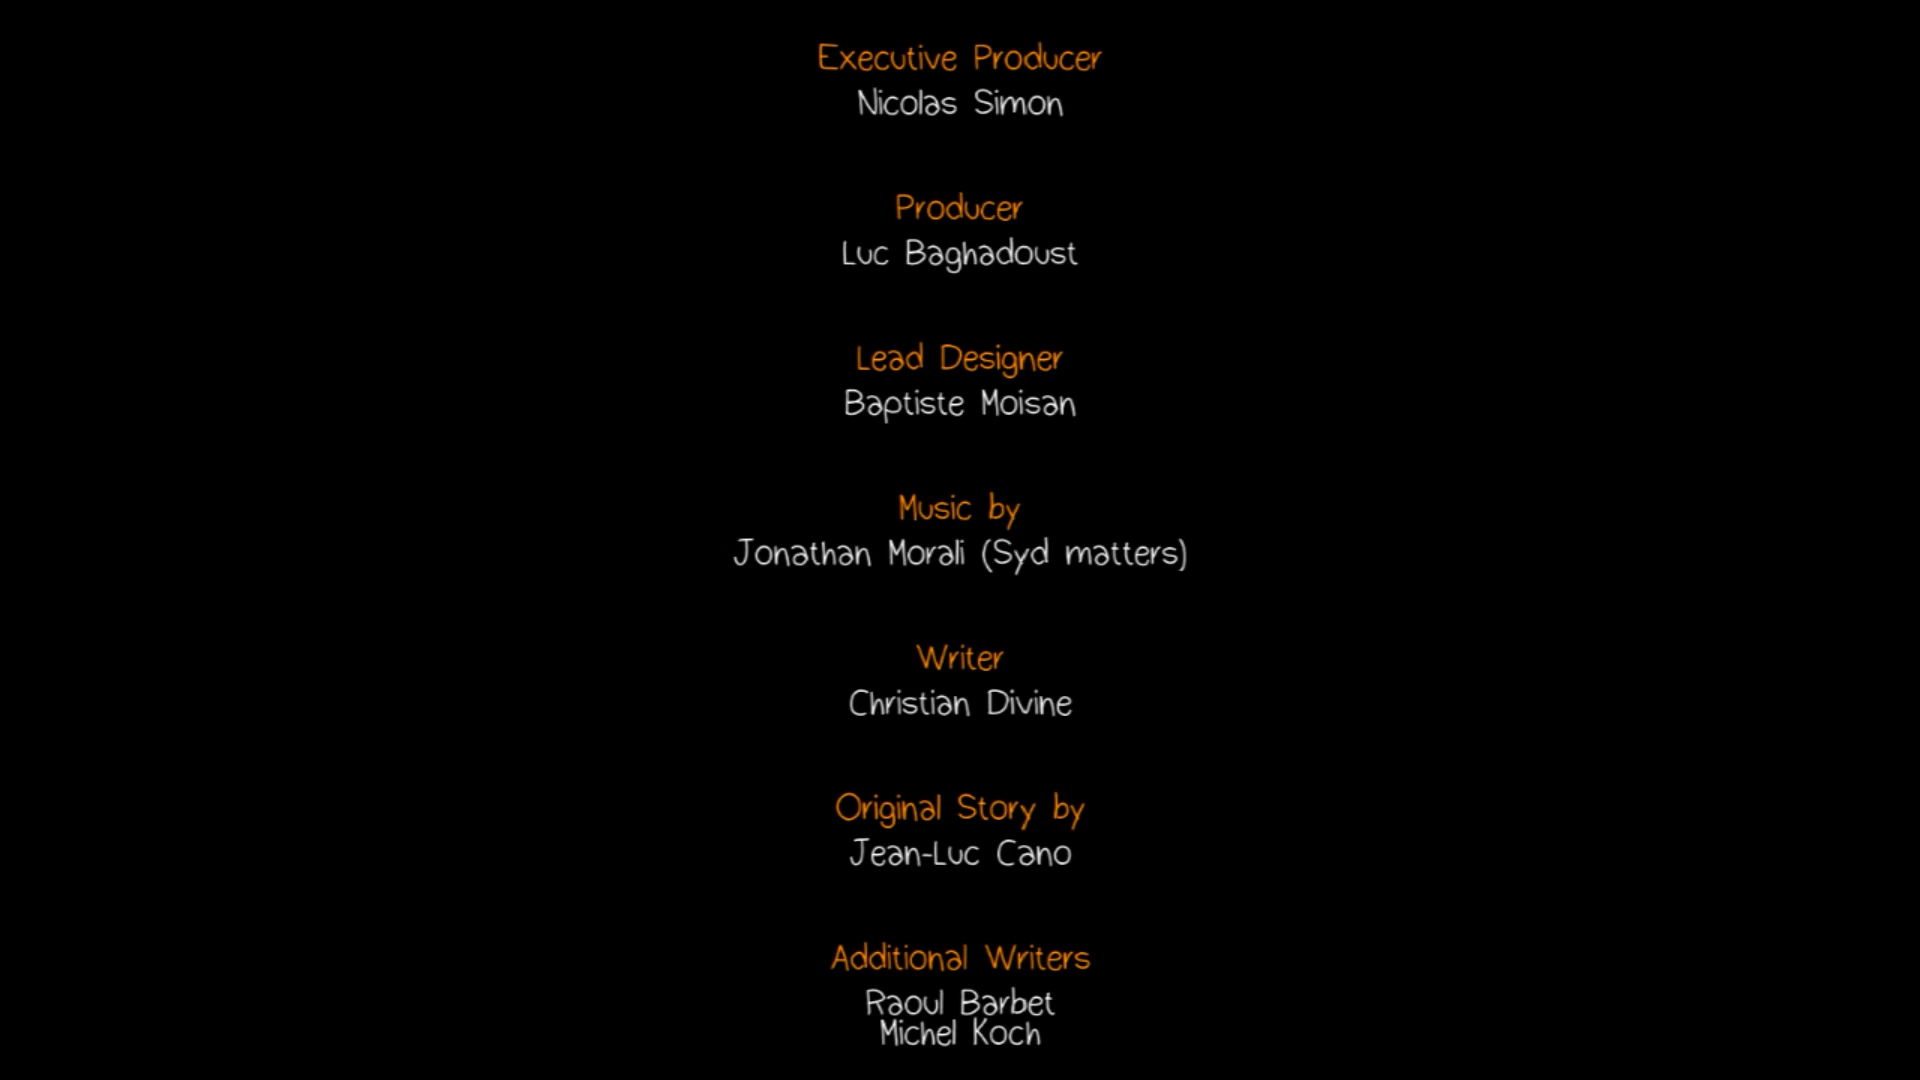 Executive Producer
Nicolas Simon
Producer
Luc Baghadoust
Lead Designer
Baptiste Moisan
Music by
Jonathan Morali (Syd matters)
Writer
Christian Divine
Original Story by
Jean-Luc Cano
Additional Writers
Raoul Barbet
Michel Koch